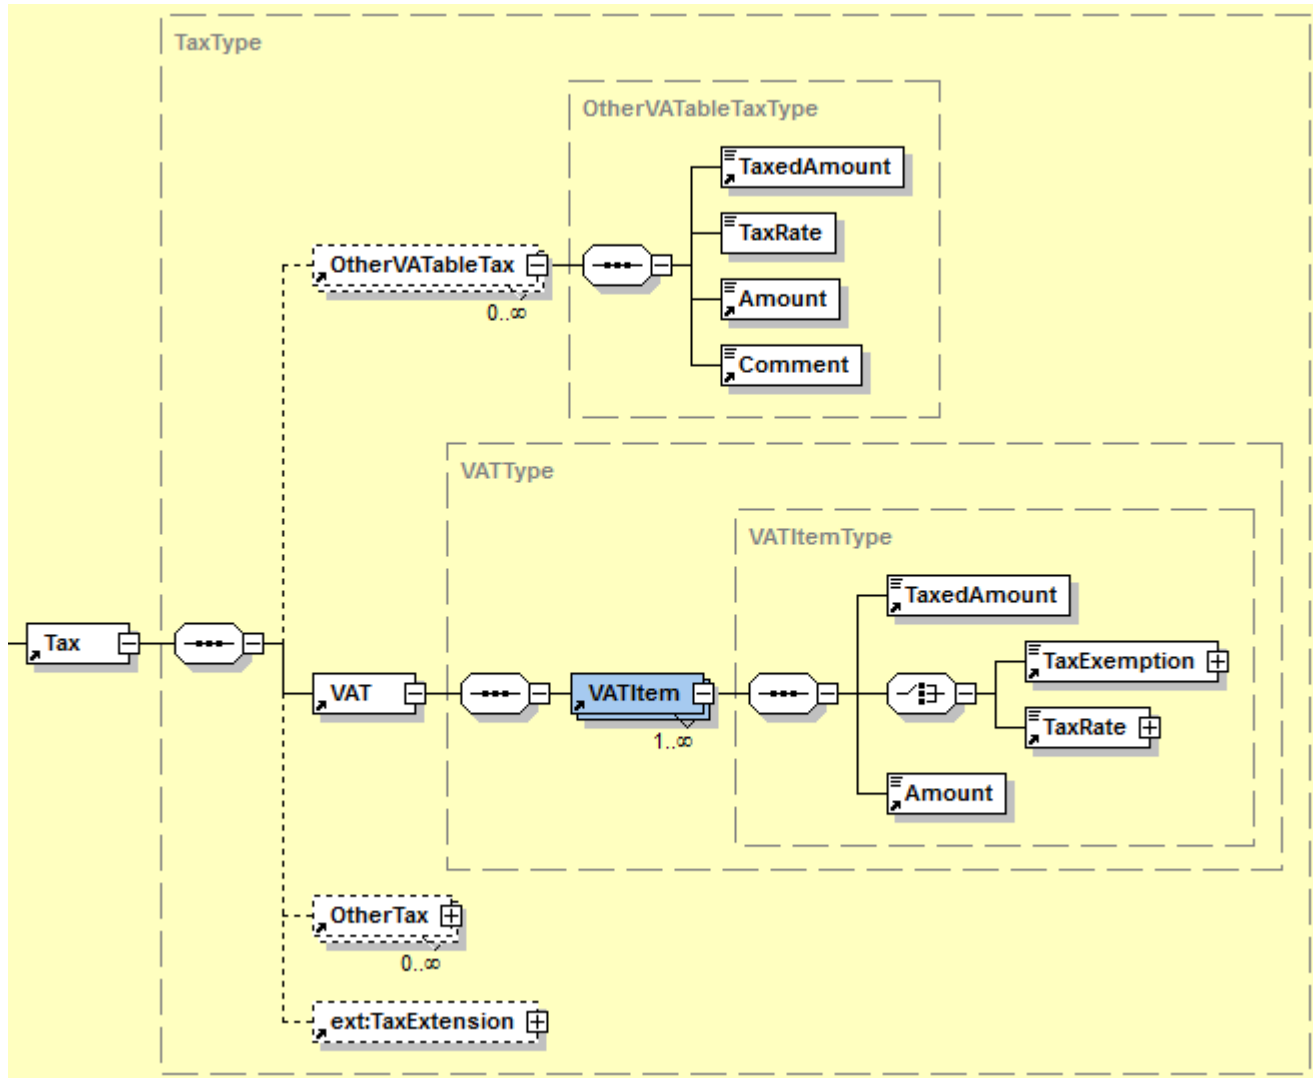 TaxType
OtherVATableTaxType
TaxedAmount
TaxRate
OtherVATableTax
0..∞
Amount
Comment
VATType
VATItemType
TaxedAmount
Tax
TaxExemption
VAT
VATItem
1..∞
TaxRate
Amount
OtherTax
0..∞
ext:TaxExtension